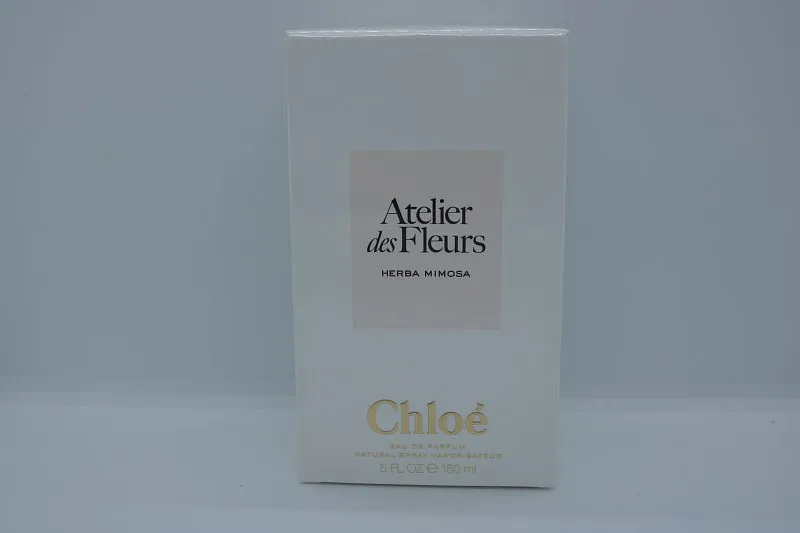 Atelier
des Fleurs
HERBA MIMOSA
Chloé
EAU DE PARFUM
NATURAL SPRAY VAPORISATEUR
5 FL OZ ℮ 150 ml